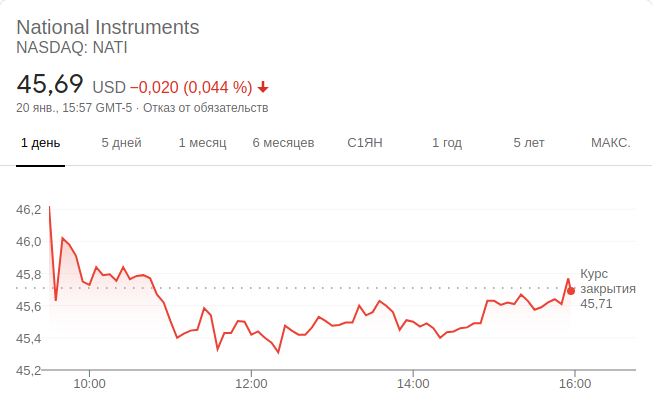 National Instruments
NASDAQ: NATI
45,69 USD −0,020 (0,044 %)
20 янв., 15:57 GMT-5 · Отказ от обязательств
1 день 5 дней 1 месяц 6 месяцев С1ЯН 1 год 5 лет МАКС.
46,2
46,0
45,8
45,6
45,4
45,2
Курс
закрытия
45,71
10:00 12:00 14:00 16:00